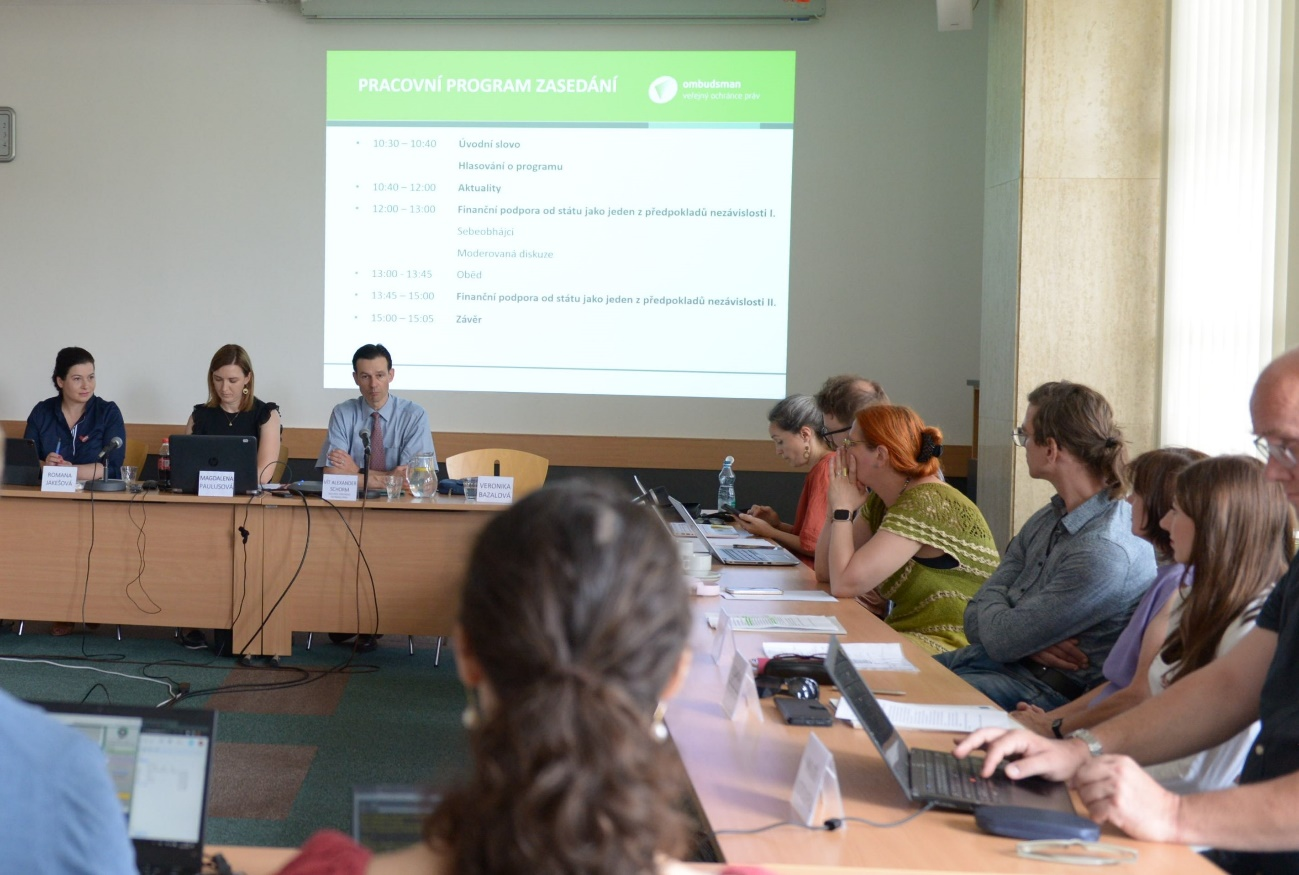 PRACOVNÍ PROGRAM ZASEDÁNÍ
ombudsman
veřejný ochránce práv
• 10:30 – 10:40 Úvodní slovo
Hlasování o programu
• 10:40 – 12:00 Aktuality
• 12:00 – 13:00 Finanční podpora od státu jako jeden z předpokladů nezávislosti I.
Sebeobhájci
Moderovaná diskuze
• 13:00 - 13:45 Oběd
• 13:45 – 15:00 Finanční podpora od státu jako jeden z předpokladů nezávislosti II.
• 15:00 – 15:05 Závěr
ROMANA
JAKEŠOVÁ
MAGDALENA
PAULUSOVÁ
VÍT ALEXANDER
SCHORM
VERONIKA
BAZALOVÁ